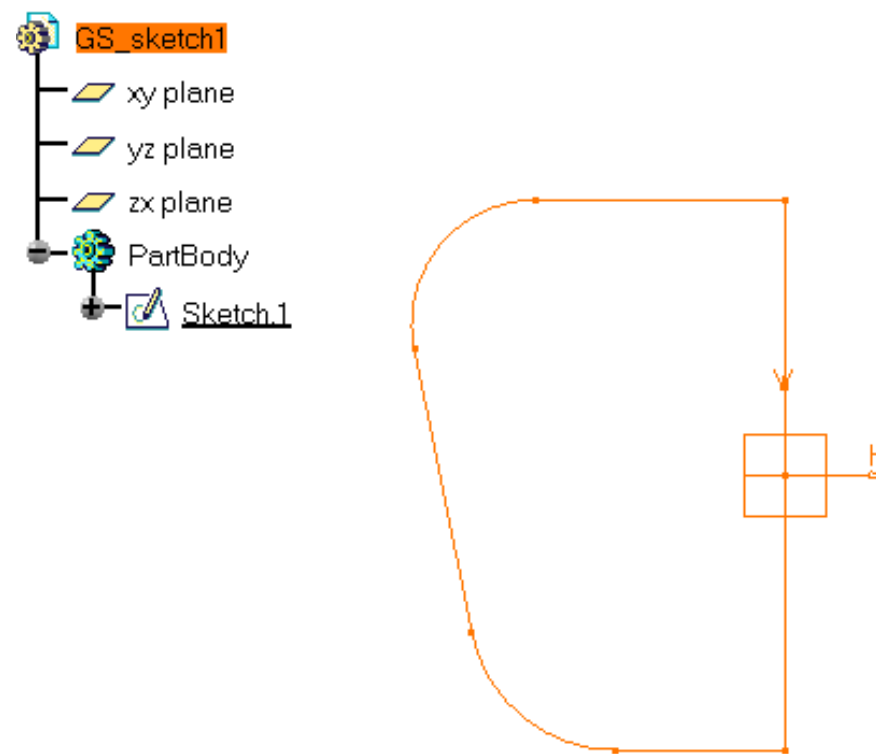 GS_sketch1
xy plane
yz plane
zx plane
PartBody
Sketch.1
V
H